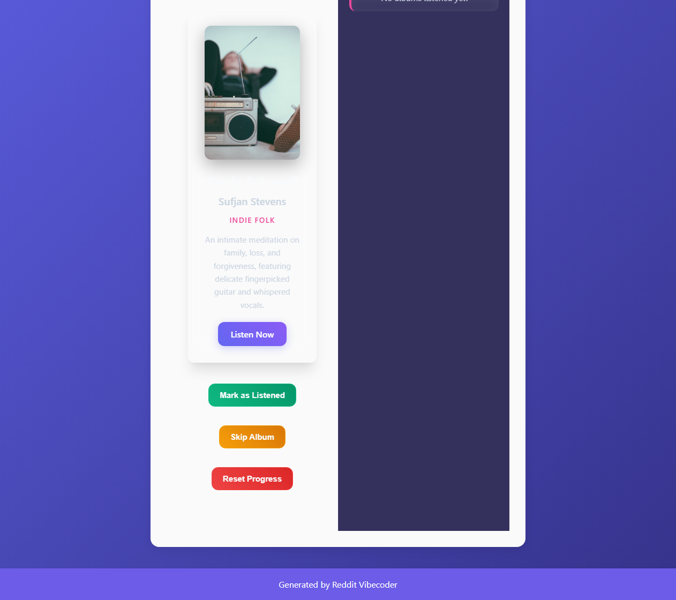 No albums listened yet.
Sufjan Stevens
INDIE FOLK
An intimate meditation on
family, loss, and
forgiveness, featuring
delicate fingerpicked
guitar and whispered
vocals.
Listen Now
Mark as Listened
Skip Album
Reset Progress
Generated by Reddit Vibecoder